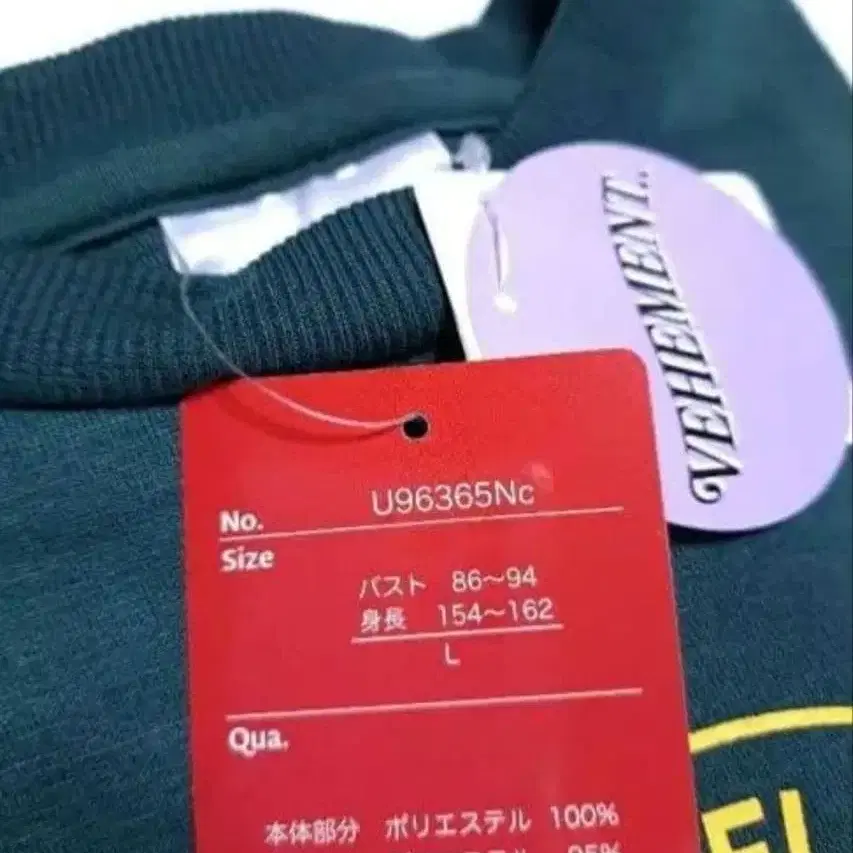 VEHEMENT..
No. U96365Nc
Size
バスト 86～94
身長 154～162
L
Qua.
本体部分 ポリエステル 100%
95%